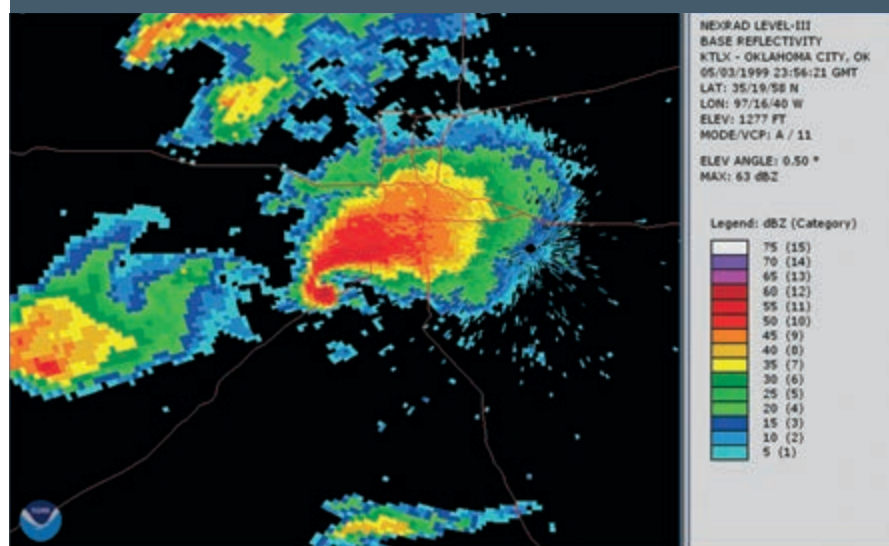 NEXRAD LEVEL-III
BASE REFLECTIVITY
KTLX - OKLAHOMA CITY, OK
05/03/1999 23:56:21 GMT
LAT: 35/19/58 N
LON: 97/16/40 W
ELEV: 1277 FT
MODE/VCP: A / 11
ELEV ANGLE: 0.50 °
MAX: 63 dBZ
Legend: dBZ (Category)
75 (15)
70 (14)
65 (13)
60 (12)
55 (11)
50 (10)
45 (9)
40 (8)
35 (7)
30 (6)
25 (5)
20 (4)
15 (3)
10 (2)
5 (1)
NOAA